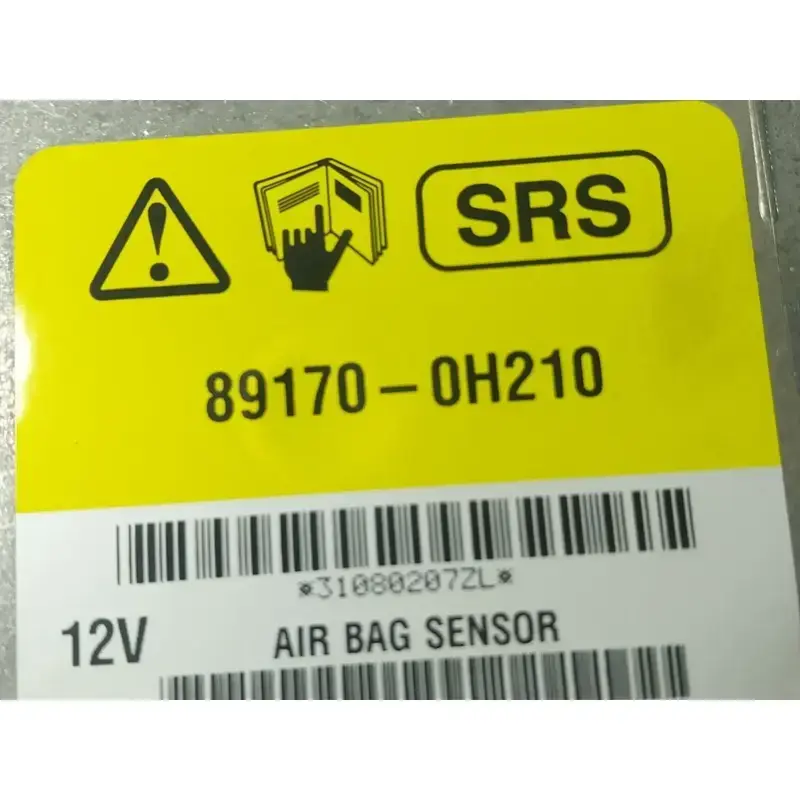 SRS
89170-0H210
*31080207ZL*
12V AIR BAG SENSOR